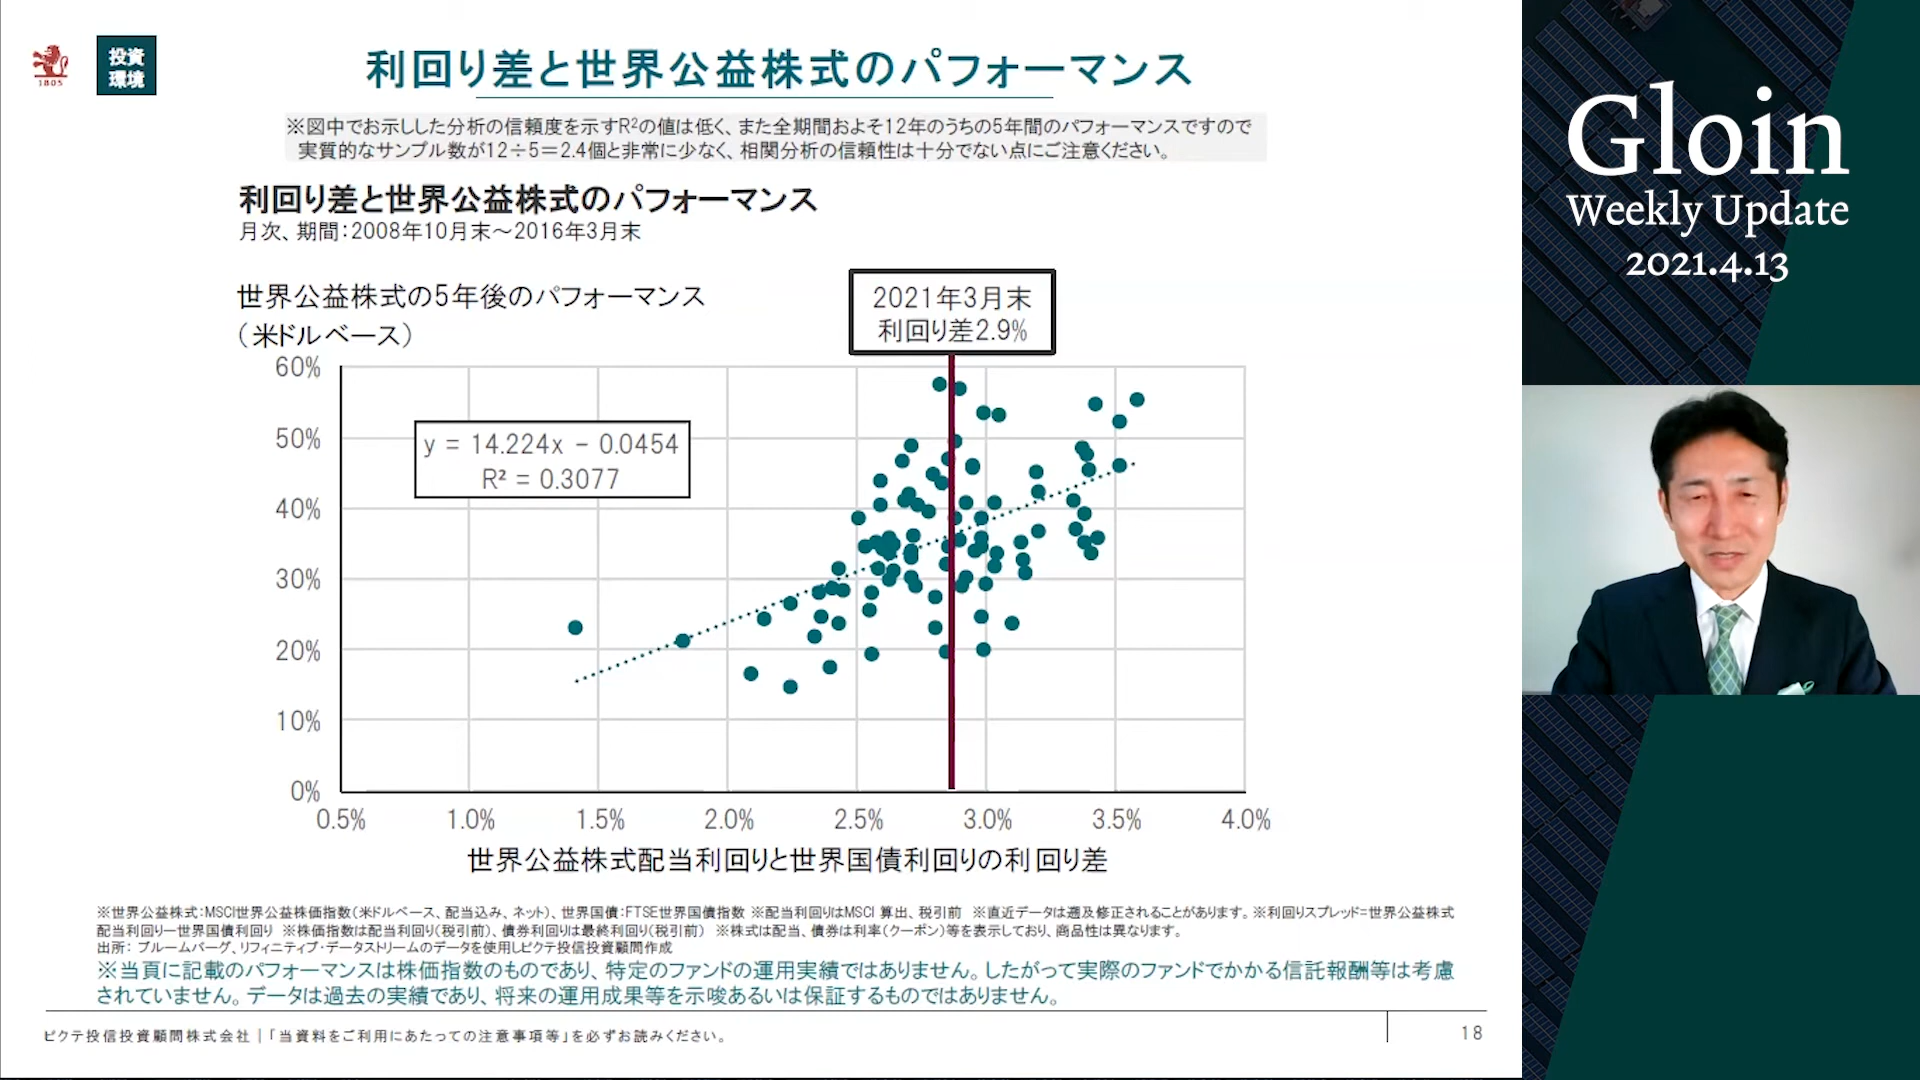 1805
投資
環境
利回り差と世界公益株式のパフォーマンス
※図中でお示しした分析の信頼度を示すR²の値は低く、また全期間およそ12年のうちの5年間のパフォーマンスですので
実質的なサンプル数が12÷5＝2.4個と非常に少なく、相関分析の信頼性は十分でない点にご注意ください。
利回り差と世界公益株式のパフォーマンス
月次、期間：2008年10月末～2016年3月末
世界公益株式の5年後のパフォーマンス
（米ドルベース）
2021年3月末
利回り差2.9%
y = 14.224x − 0.0454
R² = 0.3077
60%
50%
40%
30%
20%
10%
0%
0.5% 1.0% 1.5% 2.0% 2.5% 3.0% 3.5% 4.0%
世界公益株式配当利回りと世界国債利回りの利回り差
※世界公益株式：MSCI世界公益株価指数（米ドルベース、配当込み、ネット）、世界国債：FTSE世界国債指数 ※配当利回りはMSCI 算出、税引前 ※直近データは遡及修正されることがあります。※利回りスプレッド=世界公益株式
配当利回りー世界国債利回り ※株価指数は配当利回り（税引前）、債券利回りは最終利回り（税引前） ※株式は配当、債券は利率（クーポン）等を表示しており、商品性は異なります。
出所： ブルームバーグ、リフィニティブ・データストリームのデータを使用しピクテ投信投資顧問作成
※当頁に記載のパフォーマンスは株価指数のものであり、特定のファンドの運用実績ではありません。したがって実際のファンドでかかる信託報酬等は考慮
されていません。データは過去の実績であり、将来の運用成果等を示唆あるいは保証するものではありません。
ピクテ投信投資顧問株式会社｜「当資料をご利用にあたっての注意事項等」を必ずお読みください。
18
Gloin
Weekly Update
2021.4.13